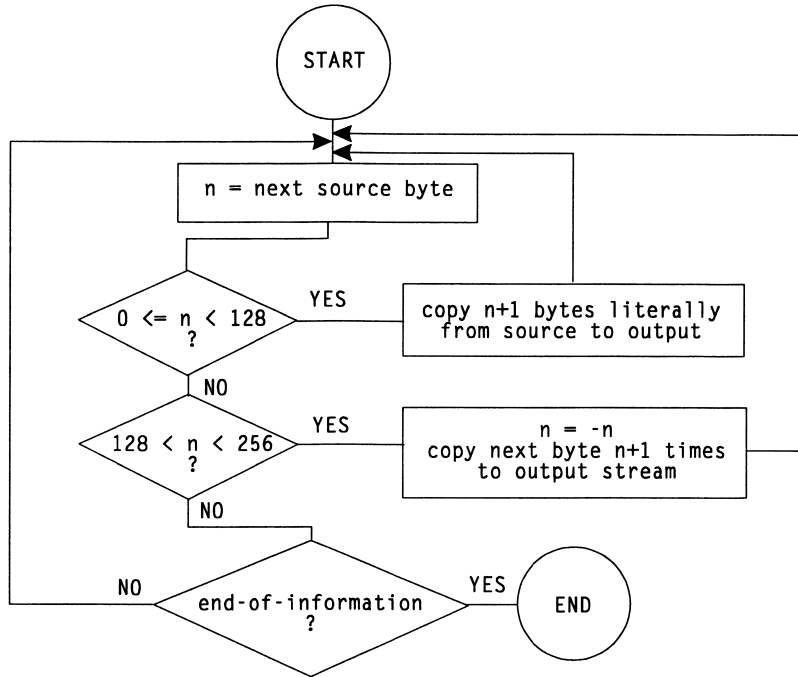 START
n = next source byte
0 <= n < 128
?
YES
copy n+1 bytes literally
from source to output
NO
128 < n < 256
?
YES
n = -n
copy next byte n+1 times
to output stream
NO
NO
end-of-information
?
YES
END